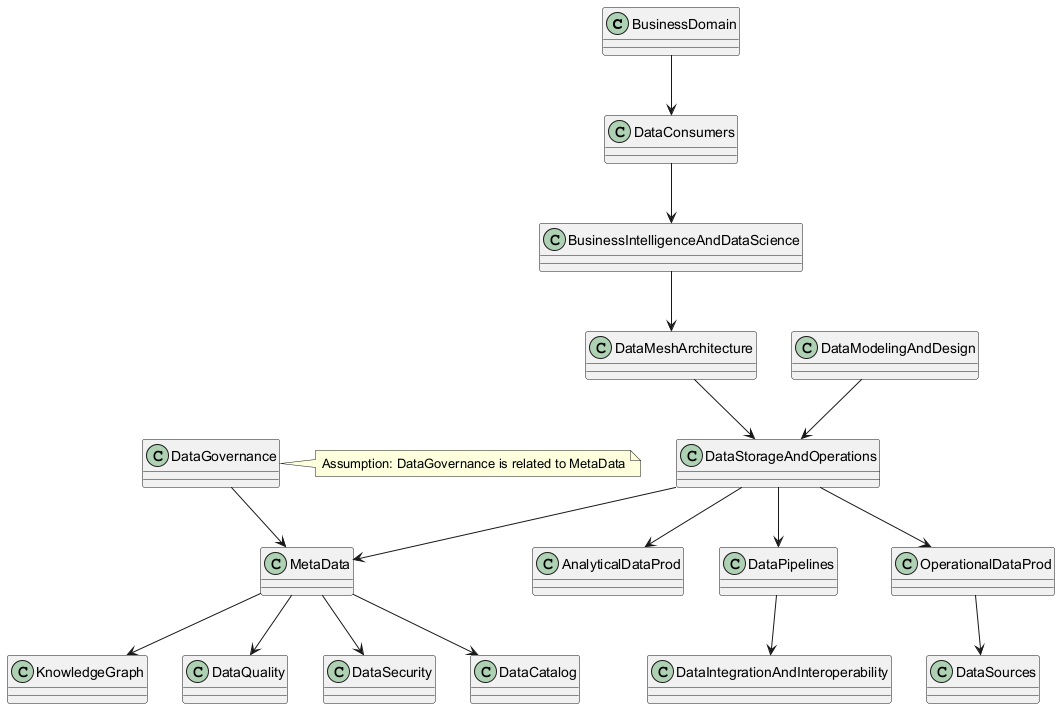 C BusinessDomain
C DataConsumers
C BusinessIntelligenceAndDataScience
C DataMeshArchitecture
C DataModelingAndDesign
C DataGovernance
Assumption: DataGovernance is related to MetaData
C DataStorageAndOperations
C MetaData
C AnalyticalDataProd
C DataPipelines
C OperationalDataProd
C KnowledgeGraph
C DataQuality
C DataSecurity
C DataCatalog
C DataIntegrationAndInteroperability
C DataSources